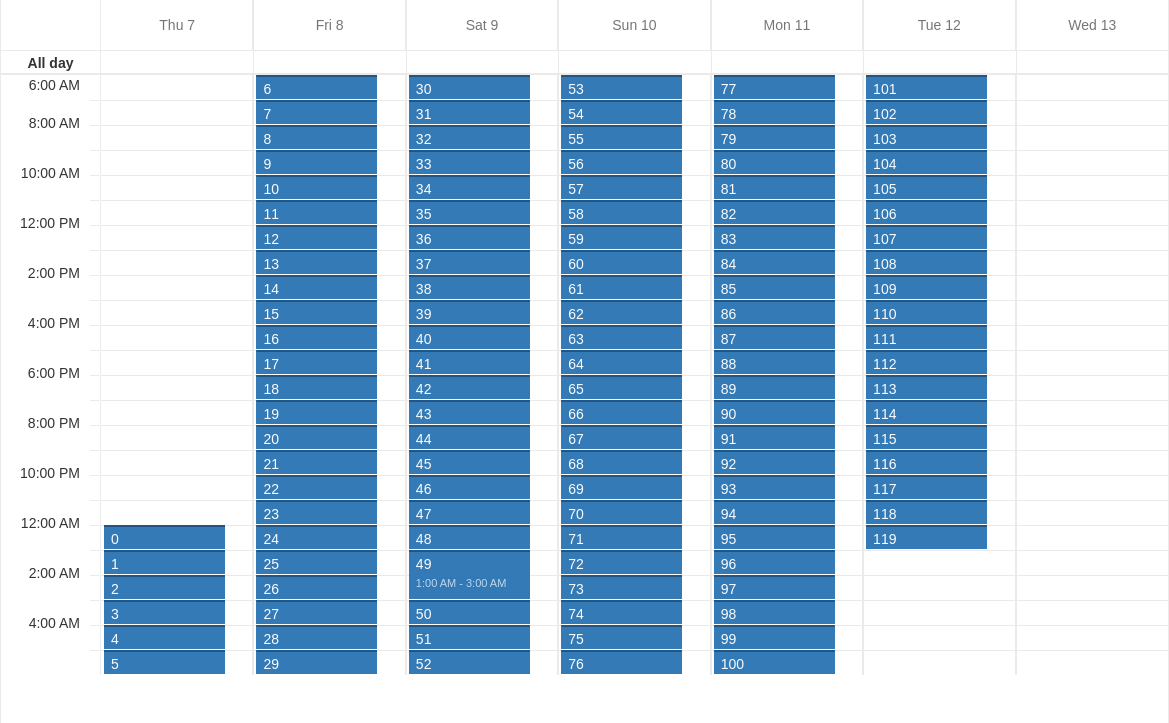 Thu 7 Fri 8 Sat 9 Sun 10 Mon 11 Tue 12 Wed 13
All day
6:00 AM 6 30 53 77 101
7 31 54 78 102
8:00 AM 8 32 55 79 103
9 33 56 80 104
10:00 AM 10 34 57 81 105
11 35 58 82 106
12:00 PM 12 36 59 83 107
13 37 60 84 108
2:00 PM 14 38 61 85 109
15 39 62 86 110
4:00 PM 16 40 63 87 111
17 41 64 88 112
6:00 PM 18 42 65 89 113
19 43 66 90 114
8:00 PM 20 44 67 91 115
21 45 68 92 116
10:00 PM 22 46 69 93 117
23 47 70 94 118
12:00 AM 0 24 48 71 95 119
1 25 49 72 96
2:00 AM 2 26 1:00 AM - 3:00 AM 73 97
3 27 50 74 98
4:00 AM 4 28 51 75 99
5 29 52 76 100